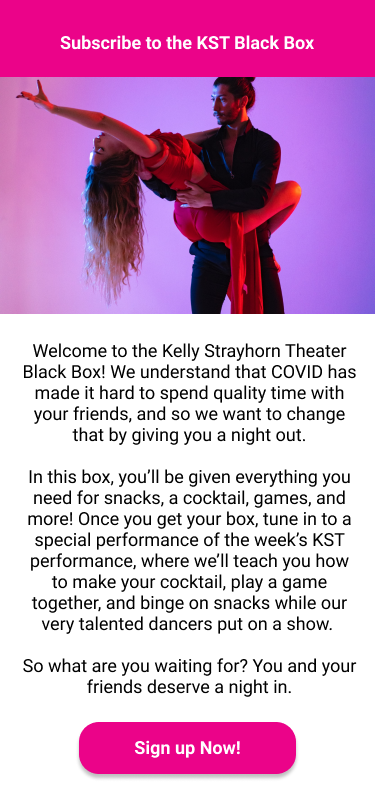 Subscribe to the KST Black Box
Welcome to the Kelly Strayhorn Theater
Black Box! We understand that COVID has
made it hard to spend quality time with
your friends, and so we want to change
that by giving you a night out.
In this box, you’ll be given everything you
need for snacks, a cocktail, games, and
more! Once you get your box, tune in to a
special performance of the week’s KST
performance, where we’ll teach you how
to make your cocktail, play a game
together, and binge on snacks while our
very talented dancers put on a show.
So what are you waiting for? You and your
friends deserve a night in.
Sign up Now!